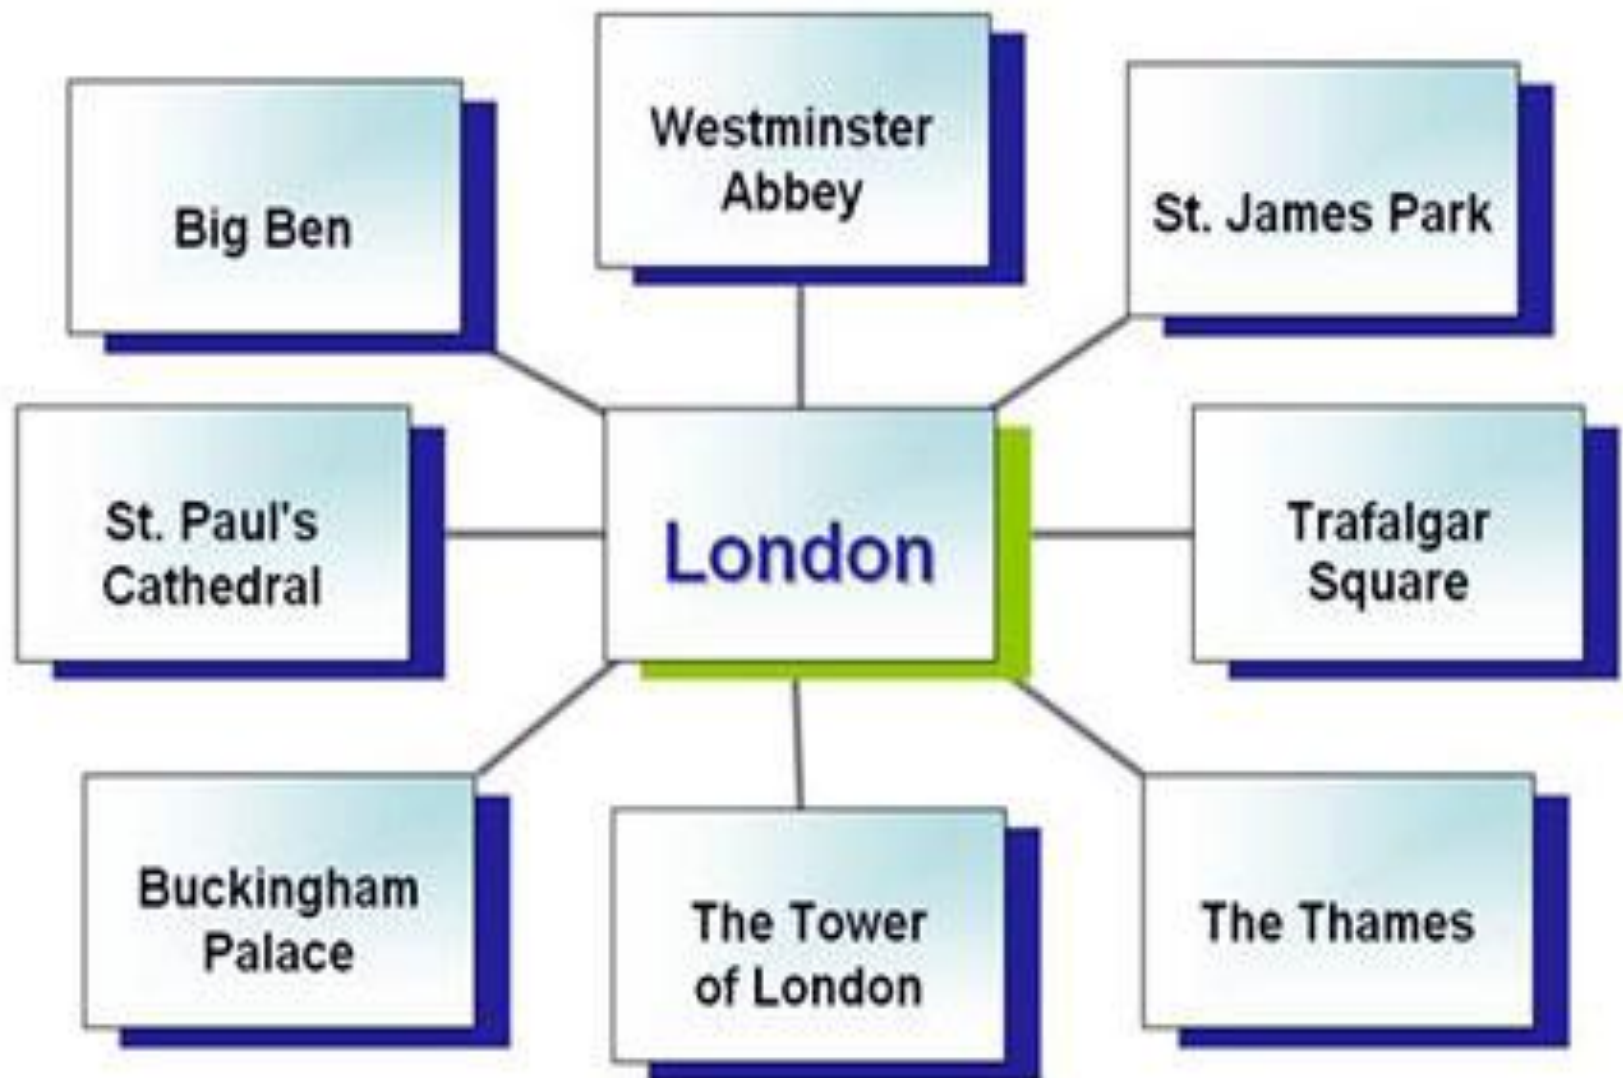 Big Ben
Westminster
Abbey
St. James Park
St. Paul's
Cathedral
London
Trafalgar
Square
Buckingham
Palace
The Tower
of London
The Thames